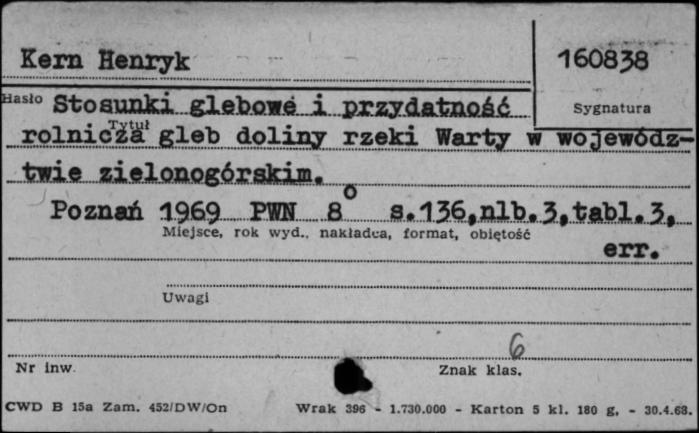 Kern Henryk 160838
Hasło Stosunki glebowe i przydatność Sygnatura
Tytuł
rolnicza gleb doliny rzeki Warty w wojewódz-
twie zielonogórskim.
Poznań 1969 PWN 8° s.136,nlb.3,tabl.3,
Miejsce, rok wyd., nakładca, format, objętość
err.
Uwagi
6
Nr inw. Znak klas.
CWD B 15a Zam. 452/DW/On Wrak 396 - 1.730.000 - Karton 5 kl. 180 g, - 30.4.68.